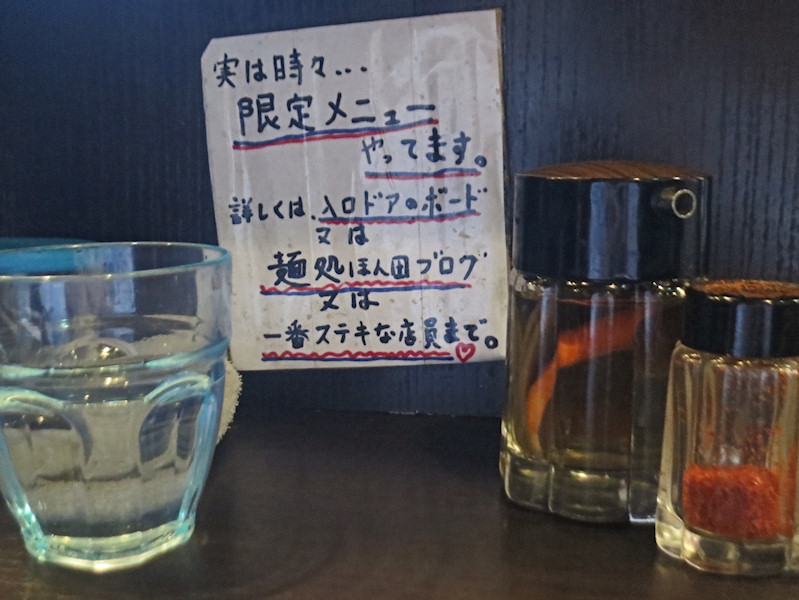 実は時々...
限定メニュー
やってます。
詳しくは、入口ドアのボード
又は
麺処ほん田ブログ
又は
一番ステキな店員まで。